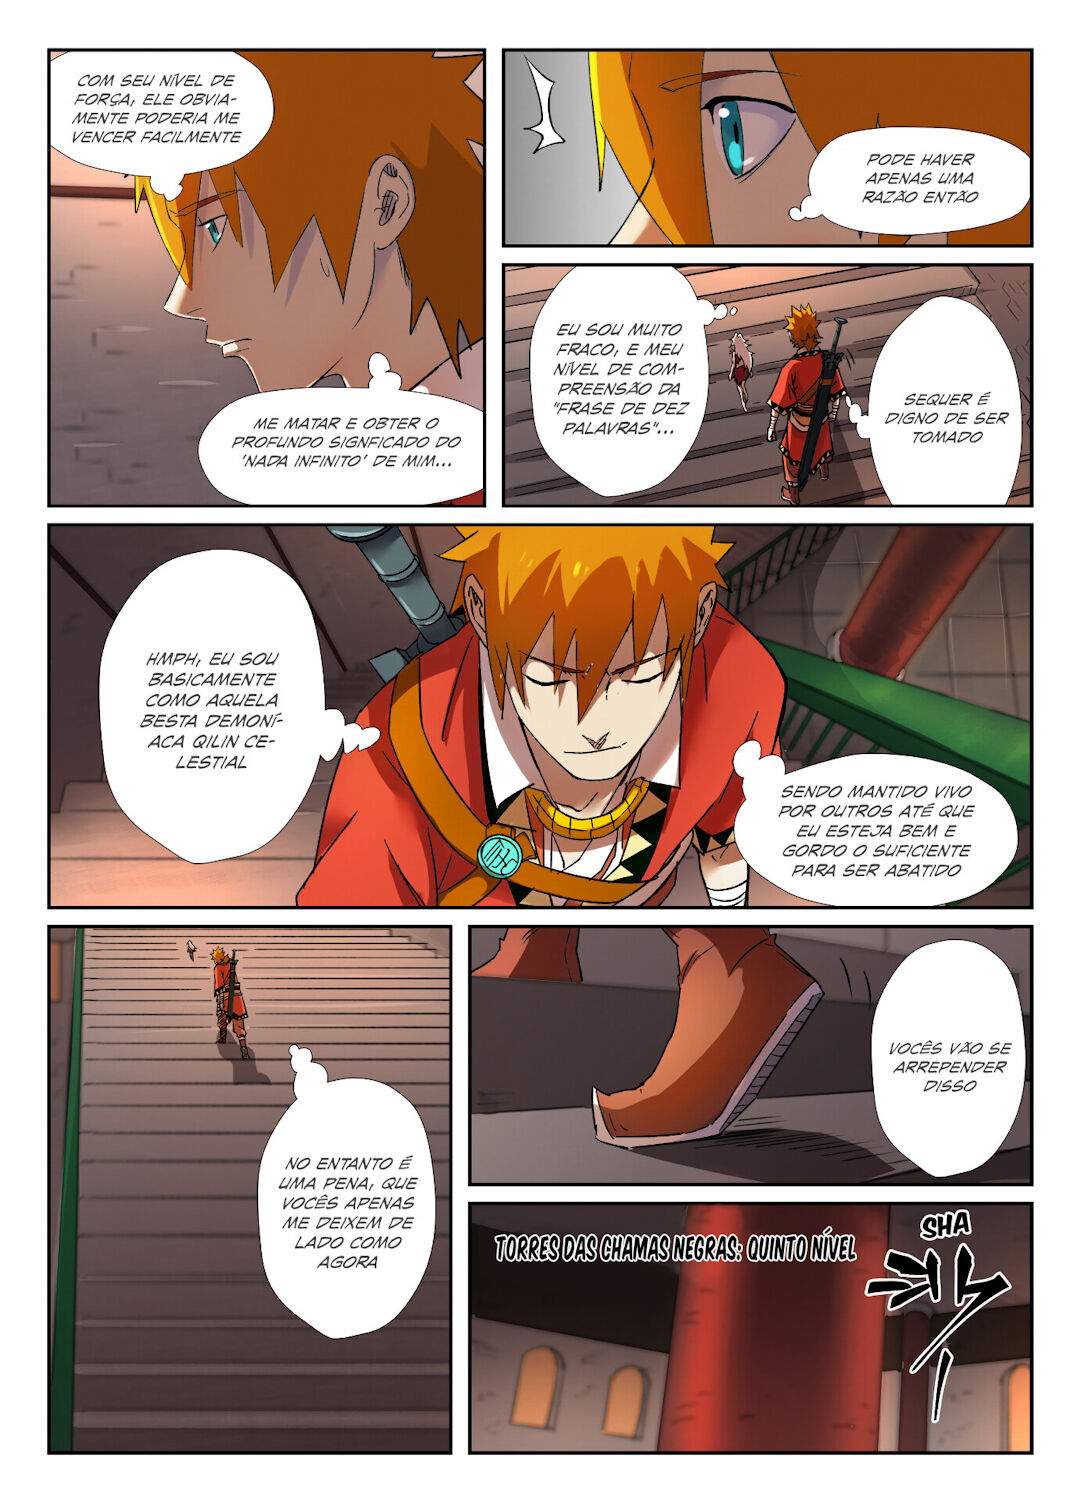 COM SEU NÍVEL DE
FORÇA, ELE OBVIA-
MENTE PODERIA ME
VENCER FACILMENTE
ME MATAR E OBTER O
PROFUNDO SIGNFICADO DO
'NADA INFINITO' DE MIM...
PODE HAVER
APENAS UMA
RAZÃO ENTÃO
EU SOU MUITO
FRACO, E MEU
NÍVEL DE COM-
PREENSÃO DA
"FRASE DE DEZ
PALAVRAS"...
SEQUER É
DIGNO DE SER
TOMADO
HMPH, EU SOU
BASICAMENTE
COMO AQUELA
BESTA DEMONÍ-
ACA QILIN CE-
LESTIAL
SENDO MANTIDO VIVO
POR OUTROS ATÉ QUE
EU ESTEJA BEM E
GORDO O SUFICIENTE
PARA SER ABATIDO
NO ENTANTO É
UMA PENA, QUE
VOCÊS APENAS
ME DEIXEM DE
LADO COMO
AGORA
VOCÊS VÃO SE
ARREPENDER
DISSO
TORRES DAS CHAMAS NEGRAS: QUINTO NÍVEL
SHA